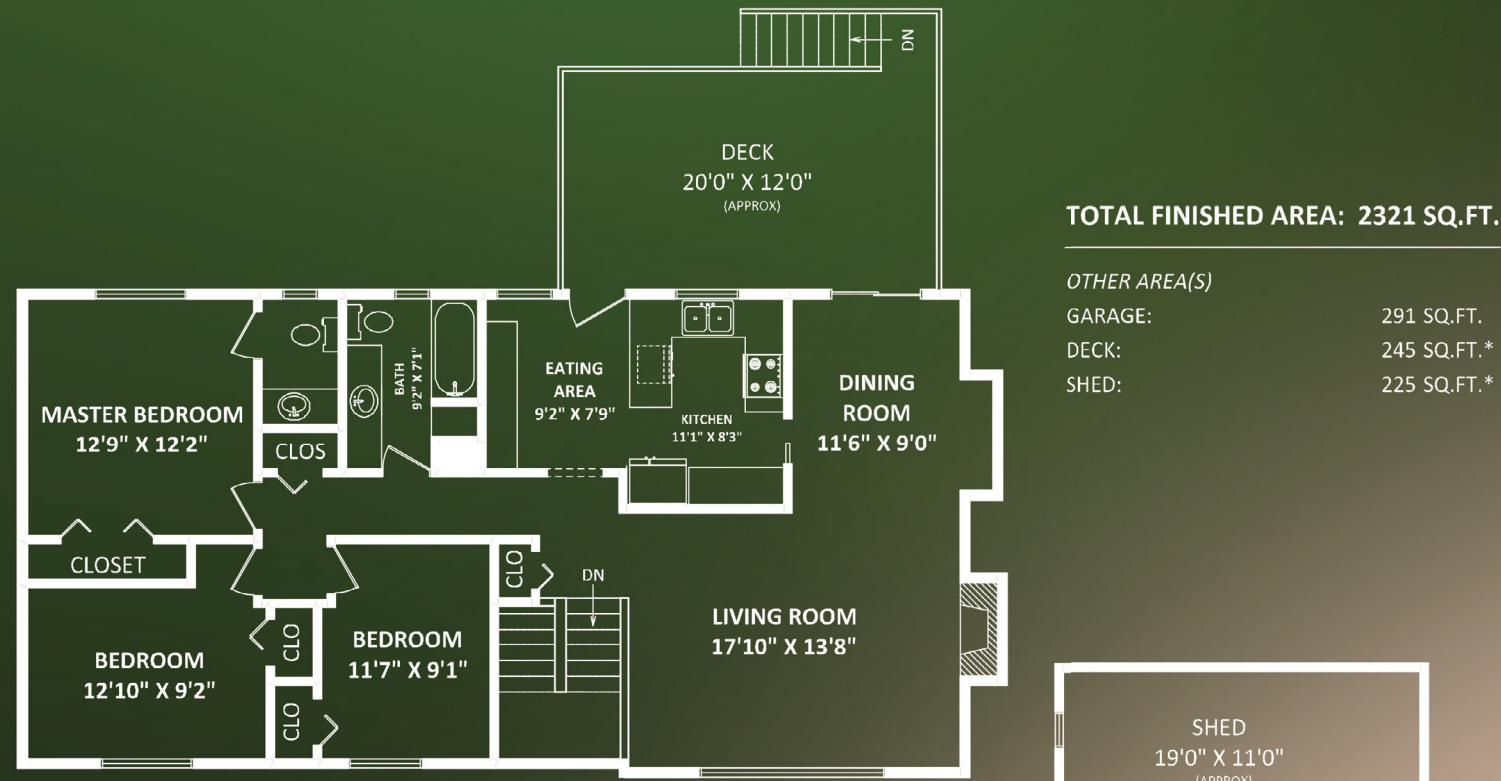 DN
DECK
20'0" X 12'0"
(APPROX)
TOTAL FINISHED AREA: 2321 SQ.FT.
OTHER AREA(S)
GARAGE: 291 SQ.FT.
DECK: 245 SQ.FT.*
SHED: 225 SQ.FT.*
MASTER BEDROOM
12'9" X 12'2"
CLOS
BATH
9'2" X 7'1"
EATING
AREA
9'2" X 7'9"
KITCHEN
11'1" X 8'3"
DINING
ROOM
11'6" X 9'0"
CLOSET
CLO
DN
LIVING ROOM
17'10" X 13'8"
BEDROOM
12'10" X 9'2"
CLO
CLO
BEDROOM
11'7" X 9'1"
SHED
19'0" X 11'0"
(APPROX)